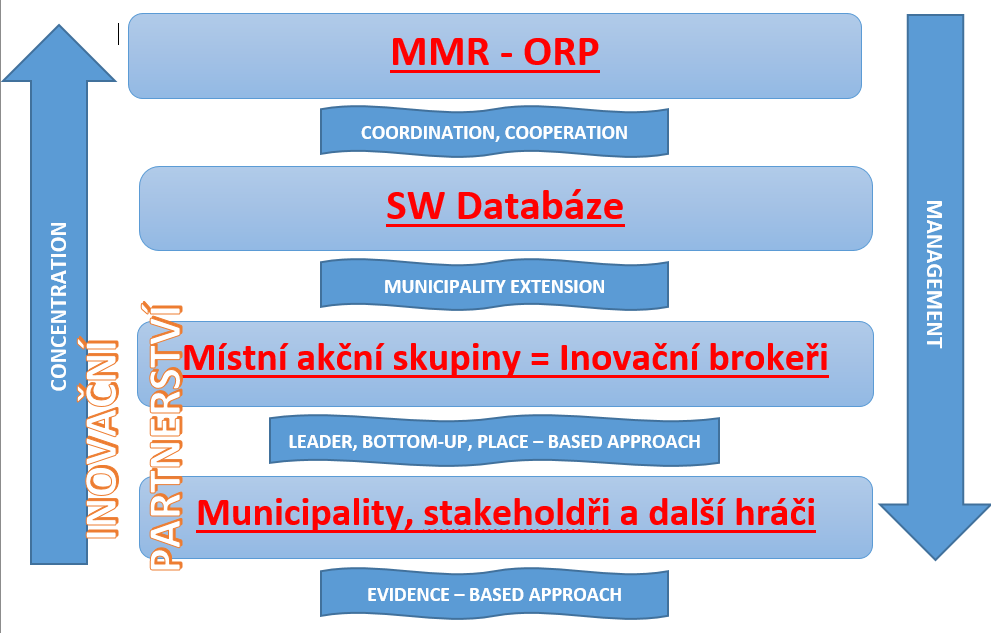 MMR - ORP
COORDINATION, COOPERATION
SW Databáze
MUNICIPALITY EXTENSION
Místní akční skupiny = Inovační brokeři
LEADER, BOTTOM-UP, PLACE – BASED APPROACH
Municipality, stakeholdři a další hráči
EVIDENCE – BASED APPROACH
CONCENTRATION
INOVAČNÍ
PARTNERSTVÍ
MANAGEMENT